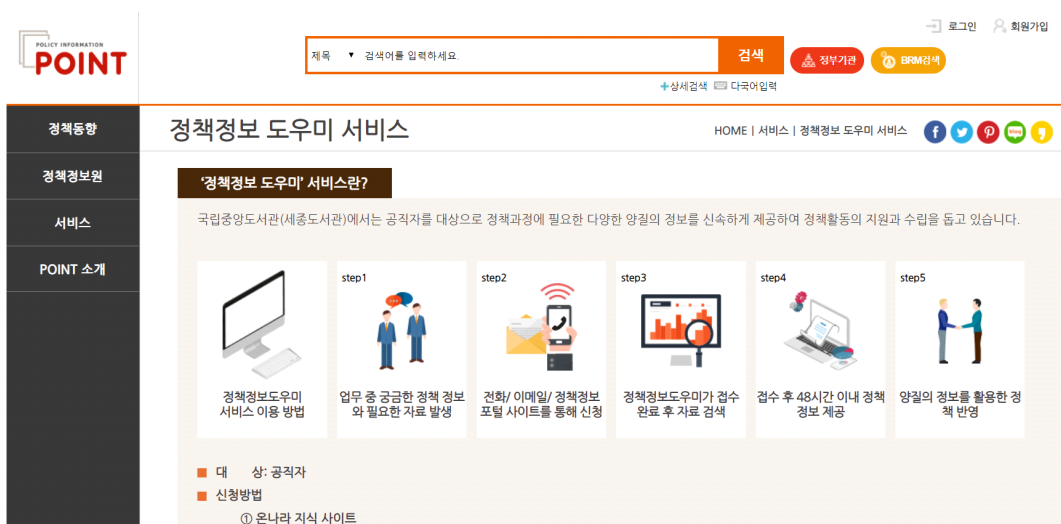 POLICY INFORMATION
POINT
로그인 회원가입
제목 ▼ 검색어를 입력하세요. 검색 정부기관 BRM검색
+상세검색 다국어입력
정책동향
정책정보원
서비스
POINT 소개
정책정보 도우미 서비스
HOME | 서비스 | 정책정보 도우미 서비스
blog
‘정책정보 도우미’ 서비스란?
국립중앙도서관(세종도서관)에서는 공직자를 대상으로 정책과정에 필요한 다양한 양질의 정보를 신속하게 제공하여 정책활동의 지원과 수립을 돕고 있습니다.
정책정보도우미
서비스 이용 방법
step1
업무 중 궁금한 정책 정보
와 필요한 자료 발생
step2
전화/ 이메일/ 정책정보
포털 사이트를 통해 신청
step3
정책정보도우미가 접수
완료 후 자료 검색
step4
접수 후 48시간 이내 정책
정보 제공
step5
양질의 정보를 활용한 정
책 반영
■ 대 상: 공직자
■ 신청방법
① 온나라 지식 사이트